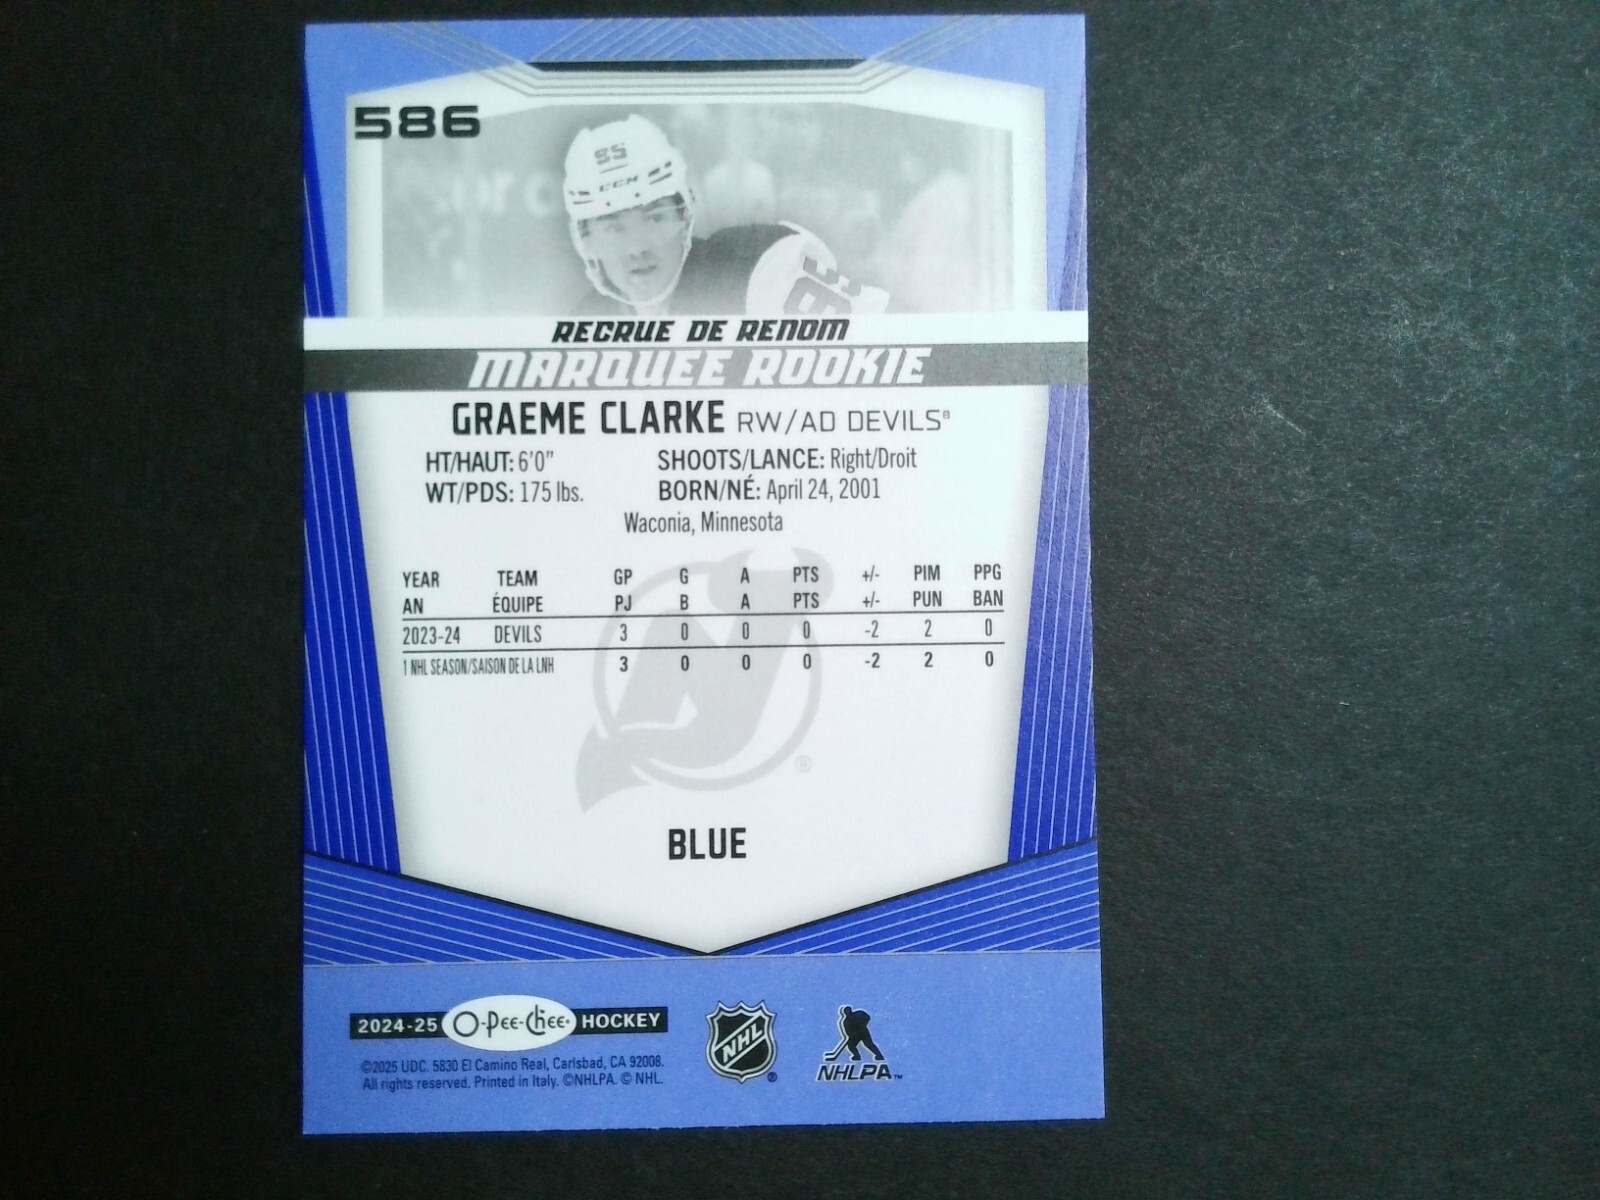 586
95
CCM
RECRUE DE RENOM
MARQUEE ROOKIE
GRAEME CLARKE RW/AD DEVILS®
HT/HAUT: 6'0" SHOOTS/LANCE: Right/Droit
WT/PDS: 175 lbs. BORN/NÉ: April 24, 2001
Waconia, Minnesota
YEAR TEAM GP G A PTS +/- PIM PPG
AN ÉQUIPE PJ B A PTS +/- PUN BAN
2023-24 DEVILS 3 0 0 0 -2 2 0
1 NHL SEASON/SAISON DE LA LNH 3 0 0 0 -2 2 0
BLUE
2024-25 O-Pee-Chee® HOCKEY
NHL®
NHLPA™
©2025 UDC. 5830 El Camino Real, Carlsbad, CA 92008.
All rights reserved. Printed in Italy. ©NHLPA. © NHL.